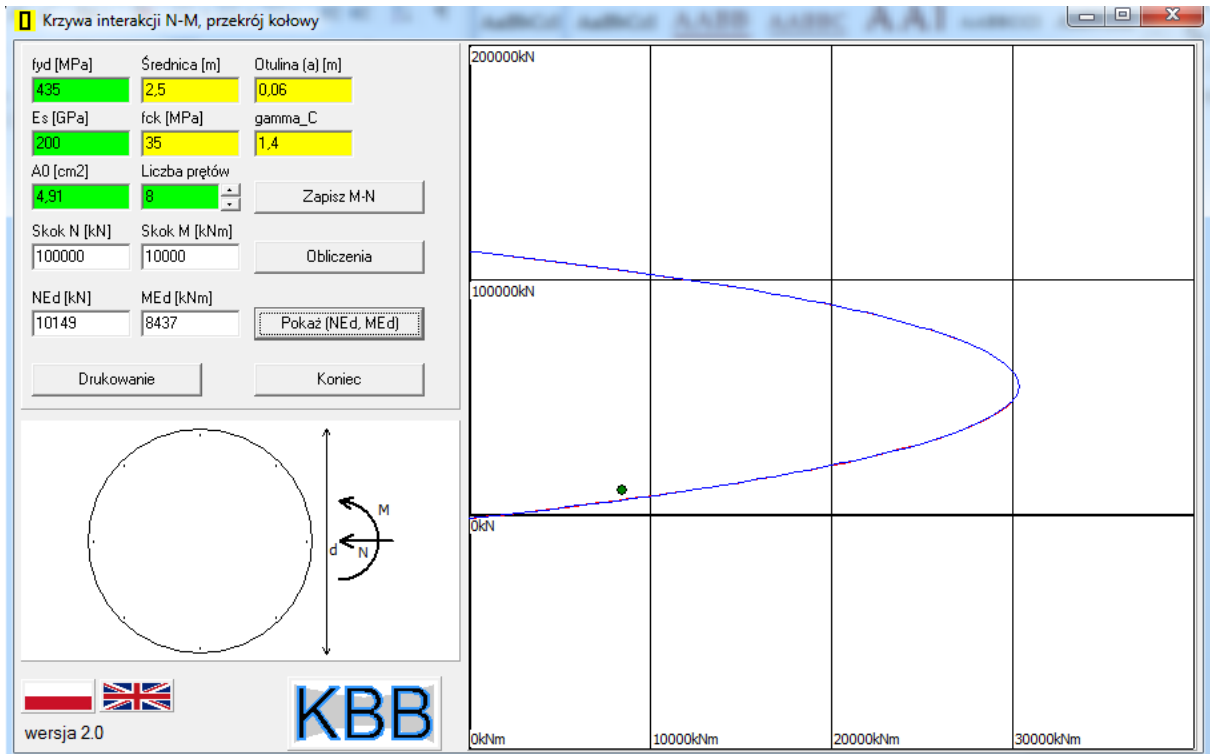 Krzywa interakcji N-M, przekrój kołowy
fyd [MPa] Średnica [m] Otulina (a) [m]
435 2,5 0,06
Es [GPa] fck [MPa] gamma_C
200 35 1,4
A0 [cm2] Liczba prętów
4,91 8 Zapisz M-N
Skok N [kN] Skok M [kNm]
100000 10000 Obliczenia
NEd [kN] MEd [kNm]
10149 8437 Pokaż (NEd, MEd)
Drukowanie Koniec
M
d N
KBB
wersja 2.0
200000kN
100000kN
0kN
0kNm 10000kNm 20000kNm 30000kNm